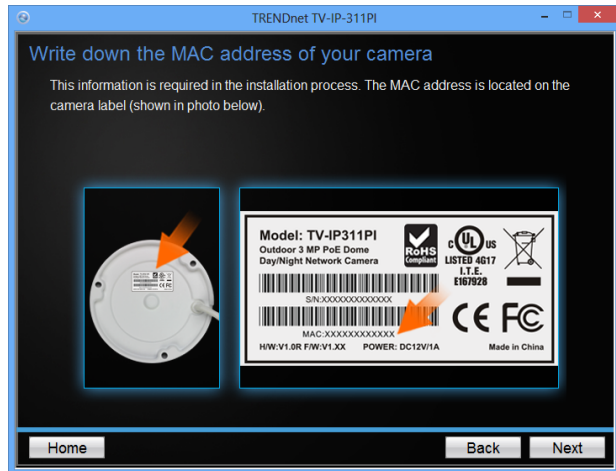 TRENDnet TV-IP-311PI
Write down the MAC address of your camera
This information is required in the installation process. The MAC address is located on the
camera label (shown in photo below).
Model: TV-IP311PI
Outdoor 3 MP PoE Dome
Day/Night Network Camera
RoHS
Compliant
C UL US
LISTED 4G17
I.T.E.
E167928
S/N:XXXXXXXXXXXXX
MAC:XXXXXXXXXXXX
CE FC
H/W:V1.0R F/W:V1.XX POWER: DC12V/1A Made in China
Home Back Next